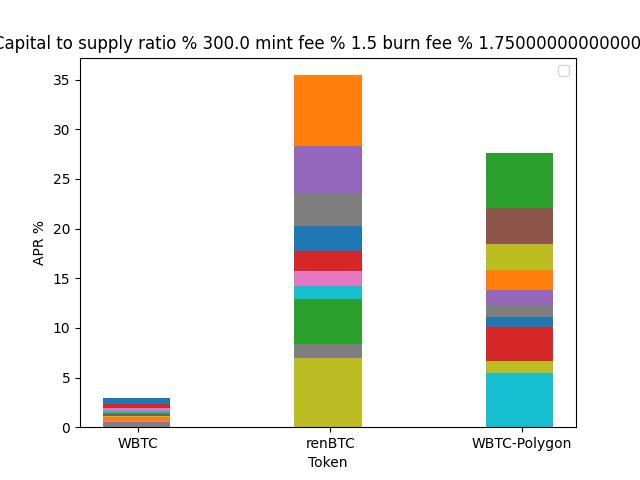 Capital to supply ratio % 300.0 mint fee % 1.5 burn fee % 1.75000000000000
35
30
25
20
15
10
5
0
APR %
WBTC
renBTC
WBTC-Polygon
Token